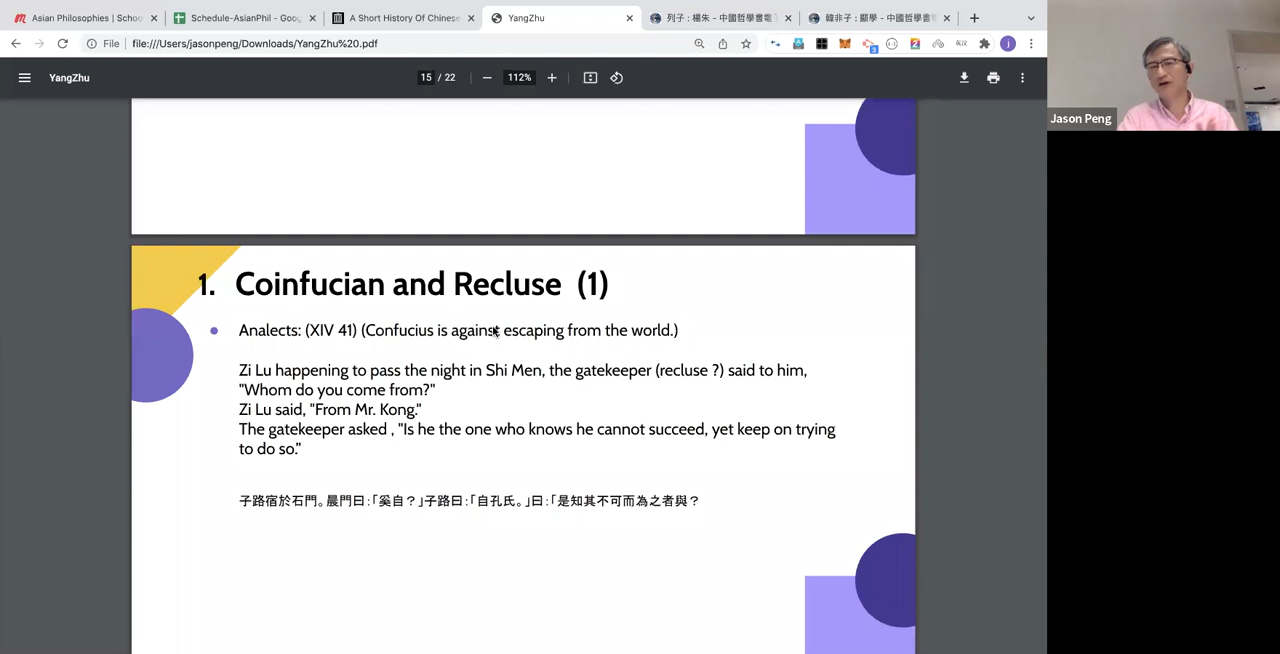 Asian Philosophies | Schoo
Schedule-AsianPhil - Goog
A Short History Of Chinese
YangZhu
列子 : 楊朱 - 中國哲學書電子
韓非子 : 顯學 - 中國哲學書電
File
file:///Users/jasonpeng/Downloads/YangZhu%20.pdf
3
2
j
YangZhu
15 / 22
112%
Jason Peng
1. Coinfucian and Recluse (1)
Analects: (XIV 41) (Confucius is against escaping from the world.)
Zi Lu happening to pass the night in Shi Men, the gatekeeper (recluse ?) said to him,
"Whom do you come from?"
Zi Lu said, "From Mr. Kong."
The gatekeeper asked , "Is he the one who knows he cannot succeed, yet keep on trying
to do so."
子路宿於石門。晨門曰：「奚自？」子路曰：「自孔氏。」曰：「是知其不可而為之者與？